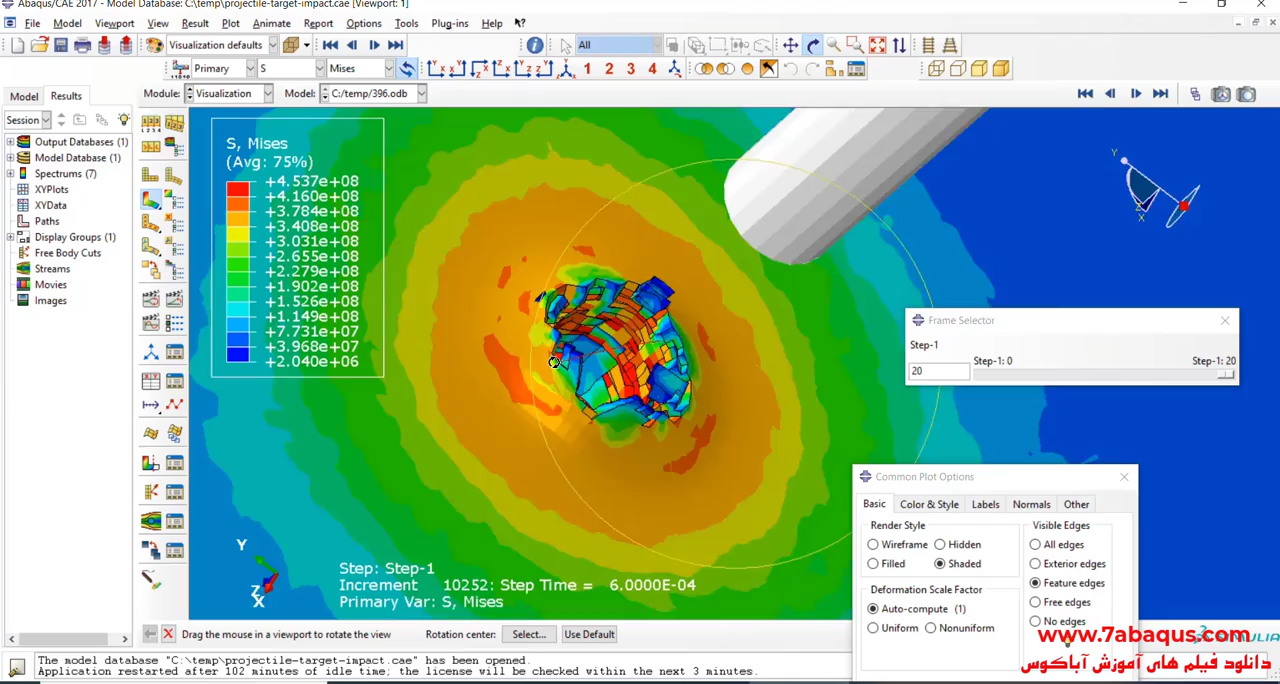 Abaqus/CAE 2017 - Model Database: C:\temp\projectile-target-impact.cae [Viewport: 1]
File Model Viewport View Result Plot Animate Report Options Tools Plug-ins Help
Visualization defaults All
Primary S Mises 1 2 3 4
Model Results Module: Visualization Model: C:/temp/396.odb
Session
Output Databases (1)
Model Database (1)
Spectrums (7)
XYPlots
XYData
Paths
Display Groups (1)
Free Body Cuts
Streams
Movies
Images
S, Mises
(Avg: 75%)
+4.537e+08
+4.160e+08
+3.784e+08
+3.408e+08
+3.031e+08
+2.655e+08
+2.279e+08
+1.902e+08
+1.526e+08
+1.149e+08
+7.731e+07
+3.968e+07
+2.040e+06
Y
Z
X
Frame Selector
Step-1
Step-1: 0 Step-1: 20
20
Common Plot Options
Basic Color & Style Labels Normals Other
Render Style Visible Edges
Wireframe Hidden All edges
Filled Shaded Exterior edges
Deformation Scale Factor Feature edges
Auto-compute (1) Free edges
Uniform Nonuniform No edges
Y
Z
X
Step: Step-1
Increment 10252: Step Time = 6.0000E-04
Primary Var: S, Mises
www.7abaqus.com
SIMULIA
دانلود فیلم های آموزش آباکوس
Drag the mouse in a viewport to rotate the view Rotation center: Select... Use Default
The model database "C:\temp\projectile-target-impact.cae" has been opened.
Application restarted after 102 minutes of idle time; the license will be checked within the next 3 minutes.